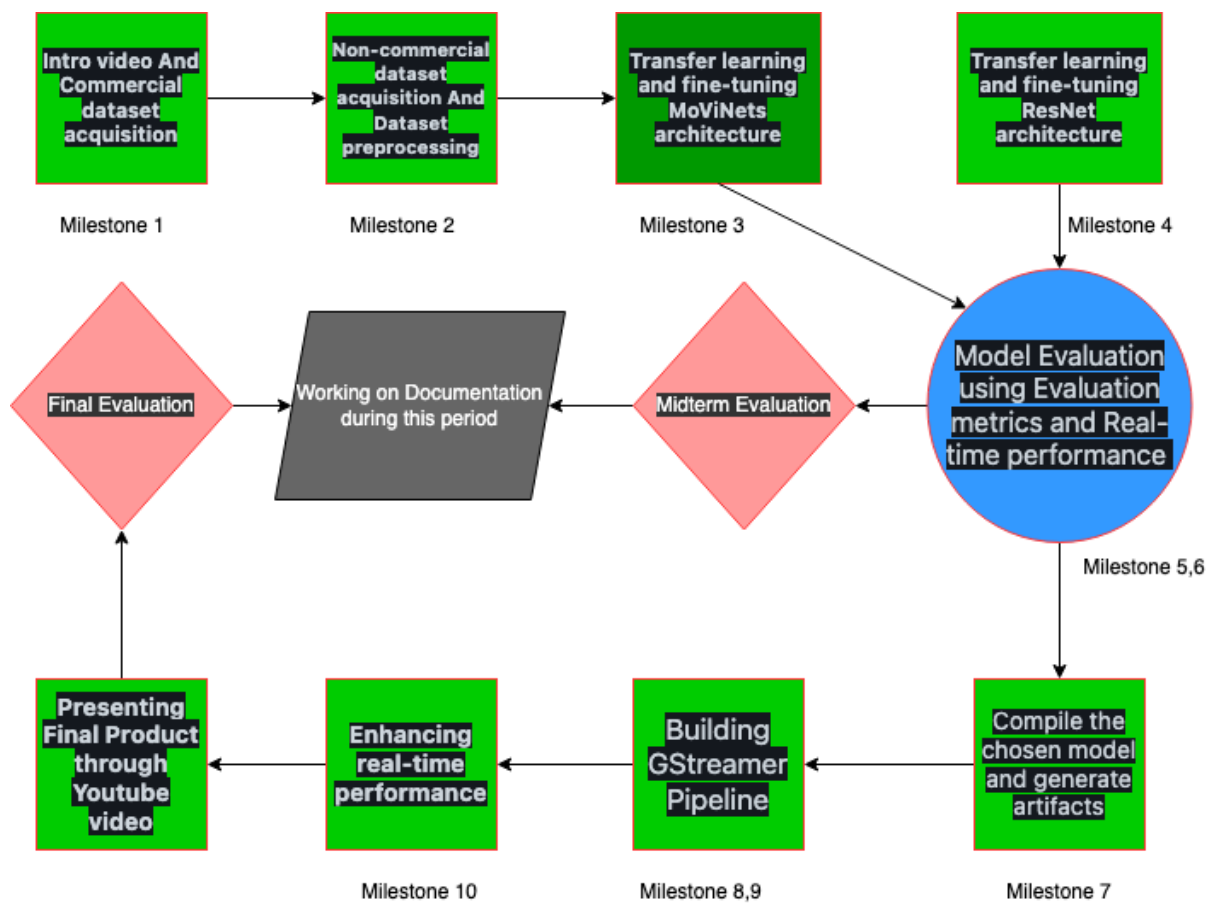 Intro video And
Commercial
dataset
acquisition
Non-commercial
dataset
acquisition And
Dataset
preprocessing
Transfer learning
and fine-tuning
MoViNets
architecture
Transfer learning
and fine-tuning
ResNet
architecture
Milestone 1
Milestone 2
Milestone 3
Milestone 4
Final Evaluation
Working on Documentation
during this period
Midterm Evaluation
Model Evaluation
using Evaluation
metrics and Real-
time performance
Milestone 5,6
Presenting
Final Product
through
Youtube
video
Enhancing
real-time
performance
Building
GStreamer
Pipeline
Compile the
chosen model
and generate
artifacts
Milestone 10
Milestone 8,9
Milestone 7